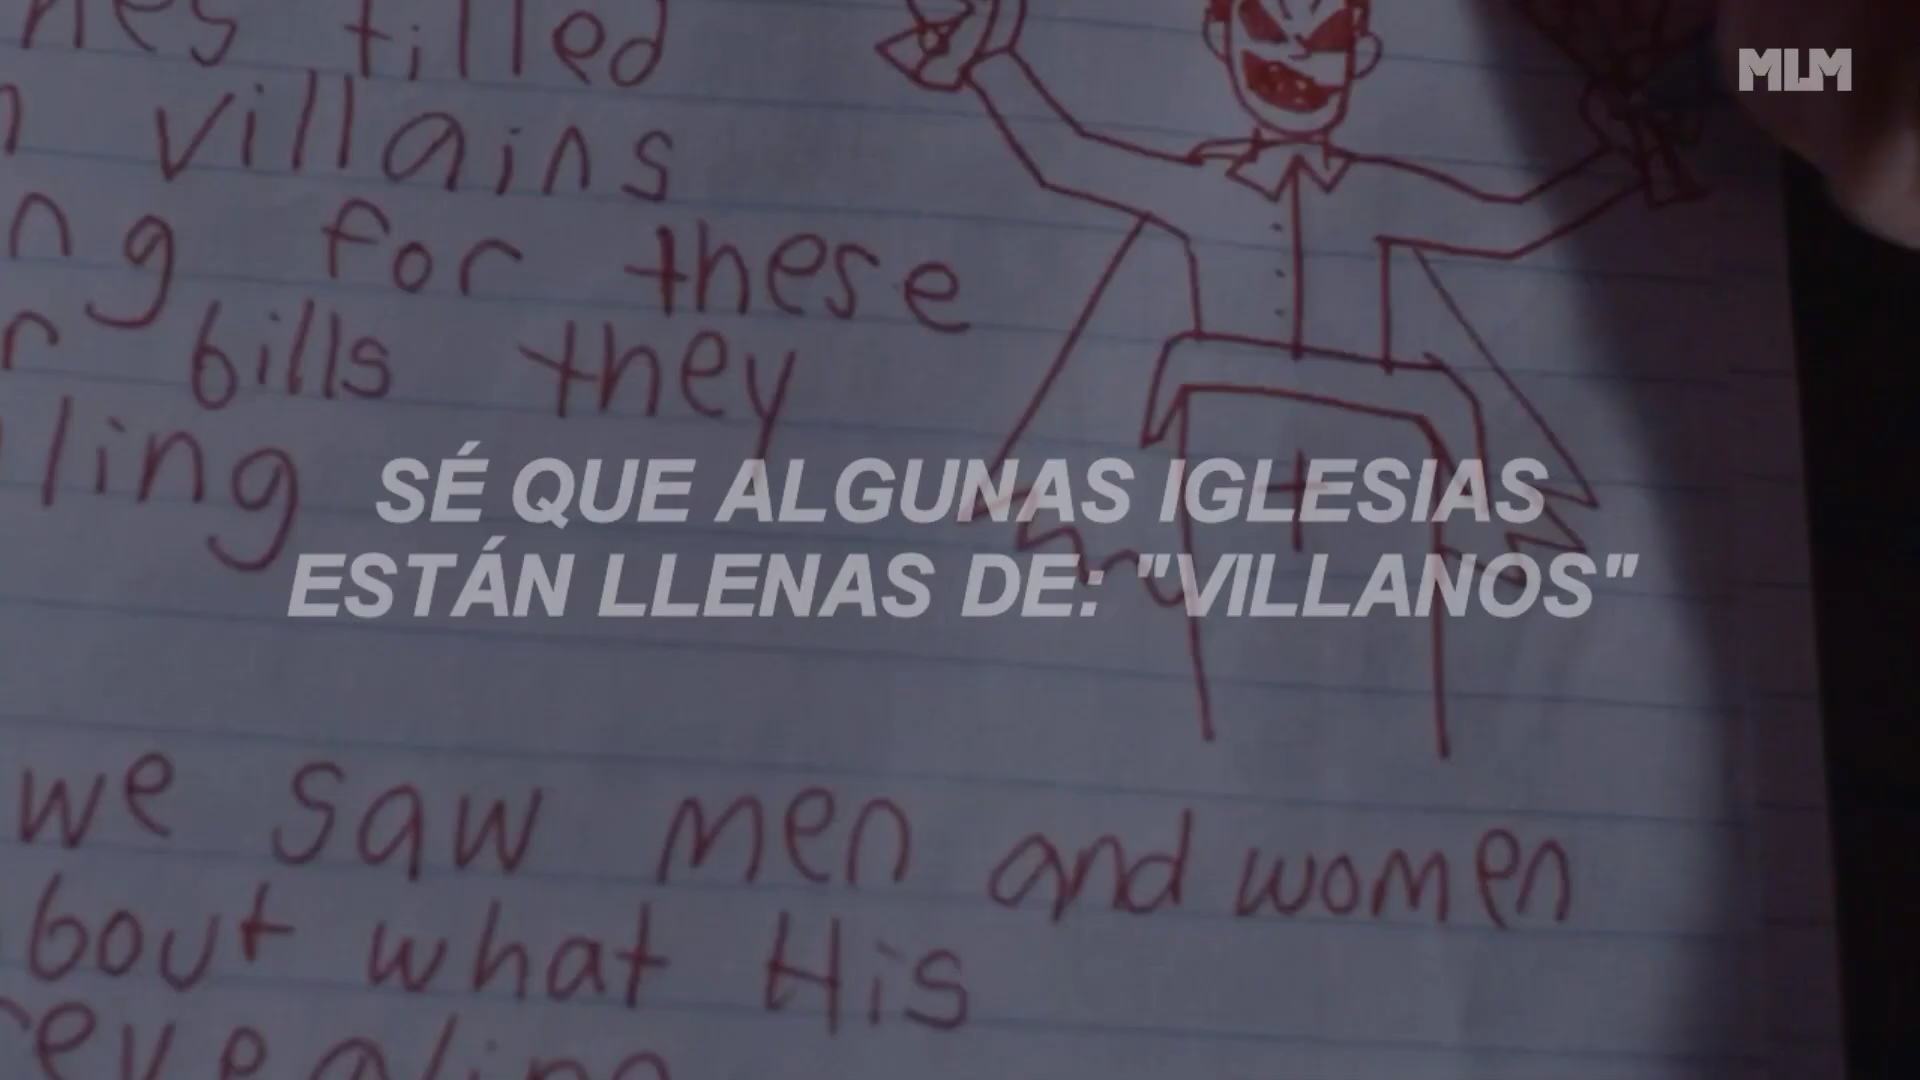 MLM
filled
villains
ng for these
r bills they
ling
SÉ QUE ALGUNAS IGLESIAS
ESTÁN LLENAS DE: "VILLANOS"
we saw men and women
bout what His